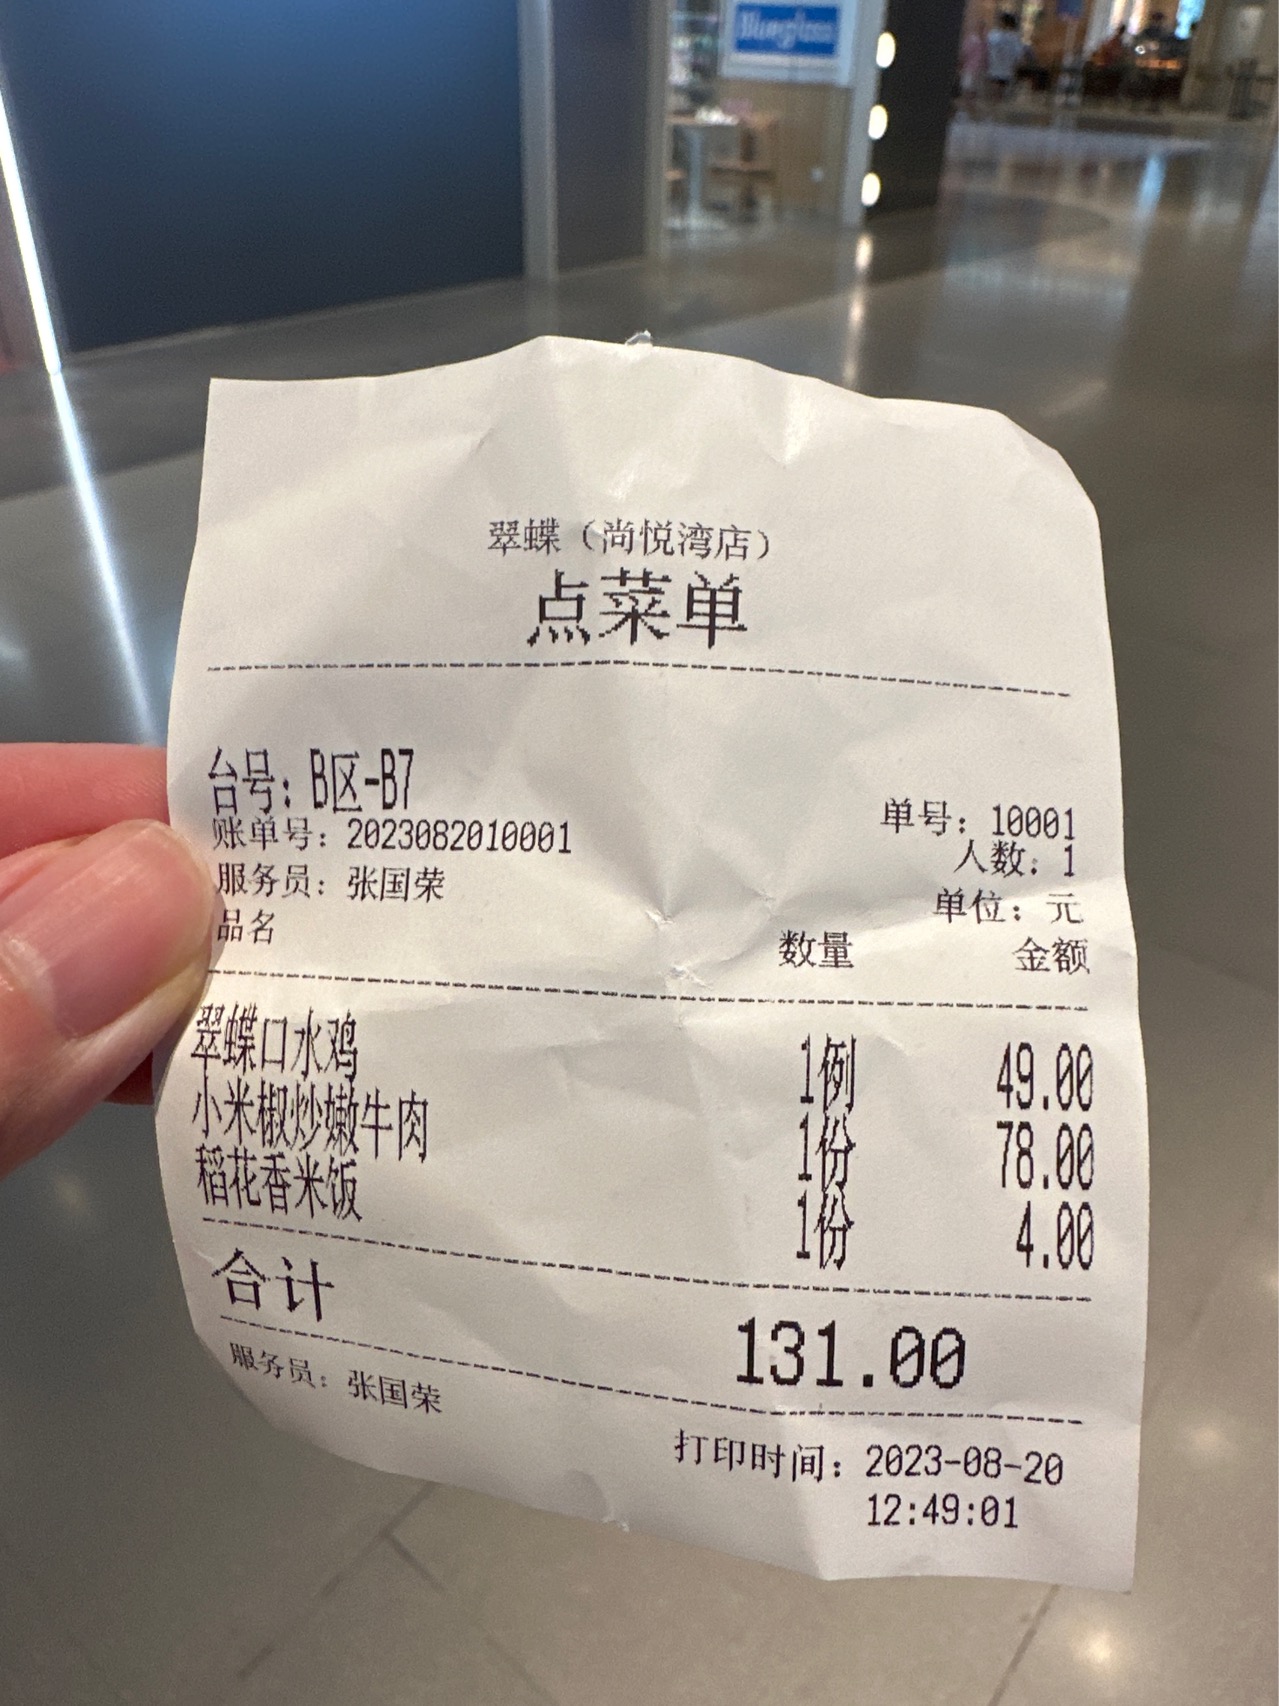 Blueglass
翠蝶（尚悦湾店）
点菜单
台号：B区-B7
账单号：2023082010001 单号：10001
人数：1
服务员：张国荣 单位：元
品名 数量 金额
翠蝶口水鸡 1例 49.00
小米椒炒嫩牛肉 1份 78.00
稻花香米饭 1份 4.00
合计 131.00
服务员：张国荣
打印时间：2023-08-20
12:49:01